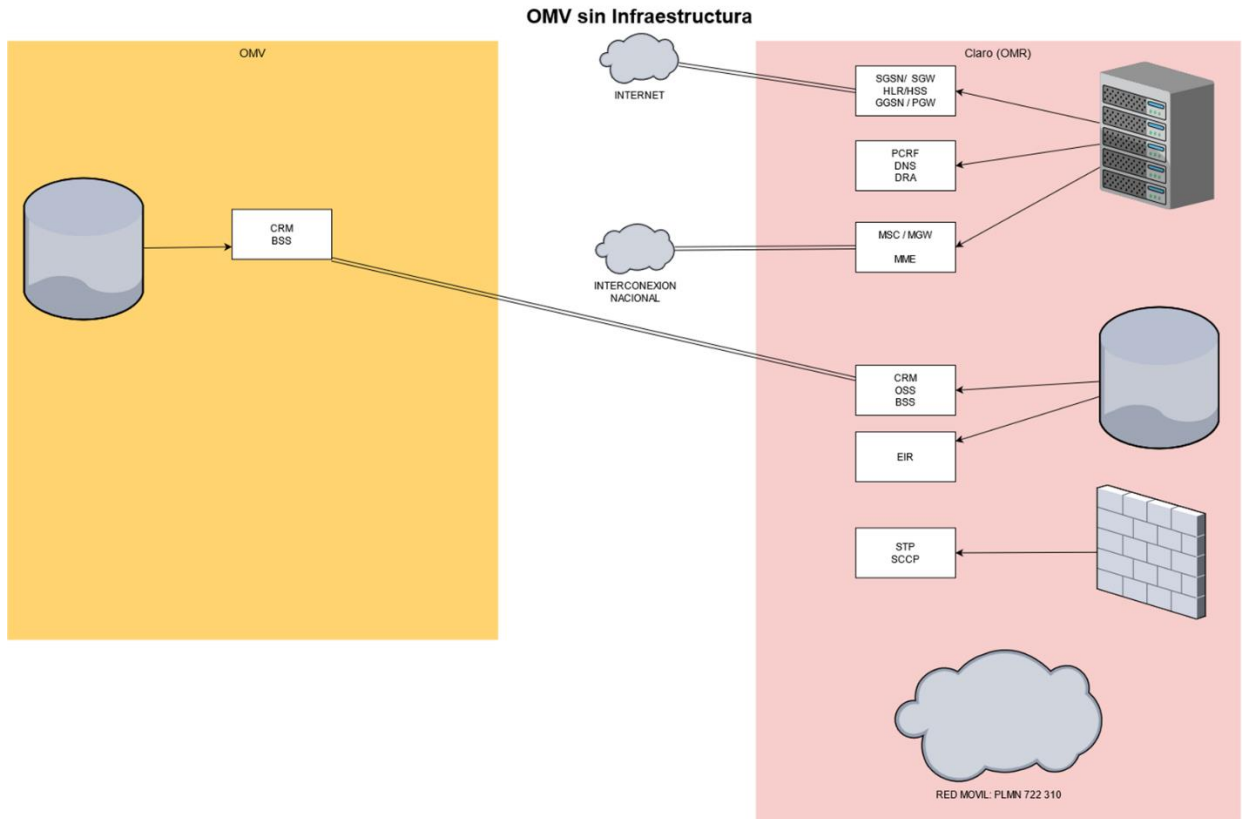 OMV sin Infraestructura
OMV
CRM
BSS
INTERNET
INTERCONEXION
NACIONAL
Claro (OMR)
SGSN/ SGW
HLR/HSS
GGSN / PGW
PCRF
DNS
DRA
MSC / MGW
MME
CRM
OSS
BSS
EIR
STP
SCCP
RED MOVIL: PLMN 722 310